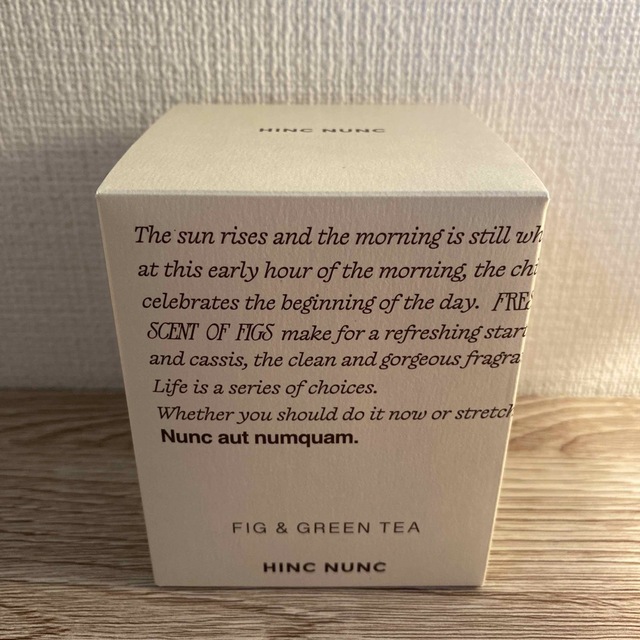 HINC NUNC
The sun rises and the morning is still
at this early hour of the morning, the
celebrates the beginning of the day.
SCENT OF FIGS make for a refreshing start
and cassis, the clean and gorgeous
Life is a series of choices.
Whether you should do it now or stretch
Nunc aut numquam.
FIG & GREEN TEA
HINC NUNC